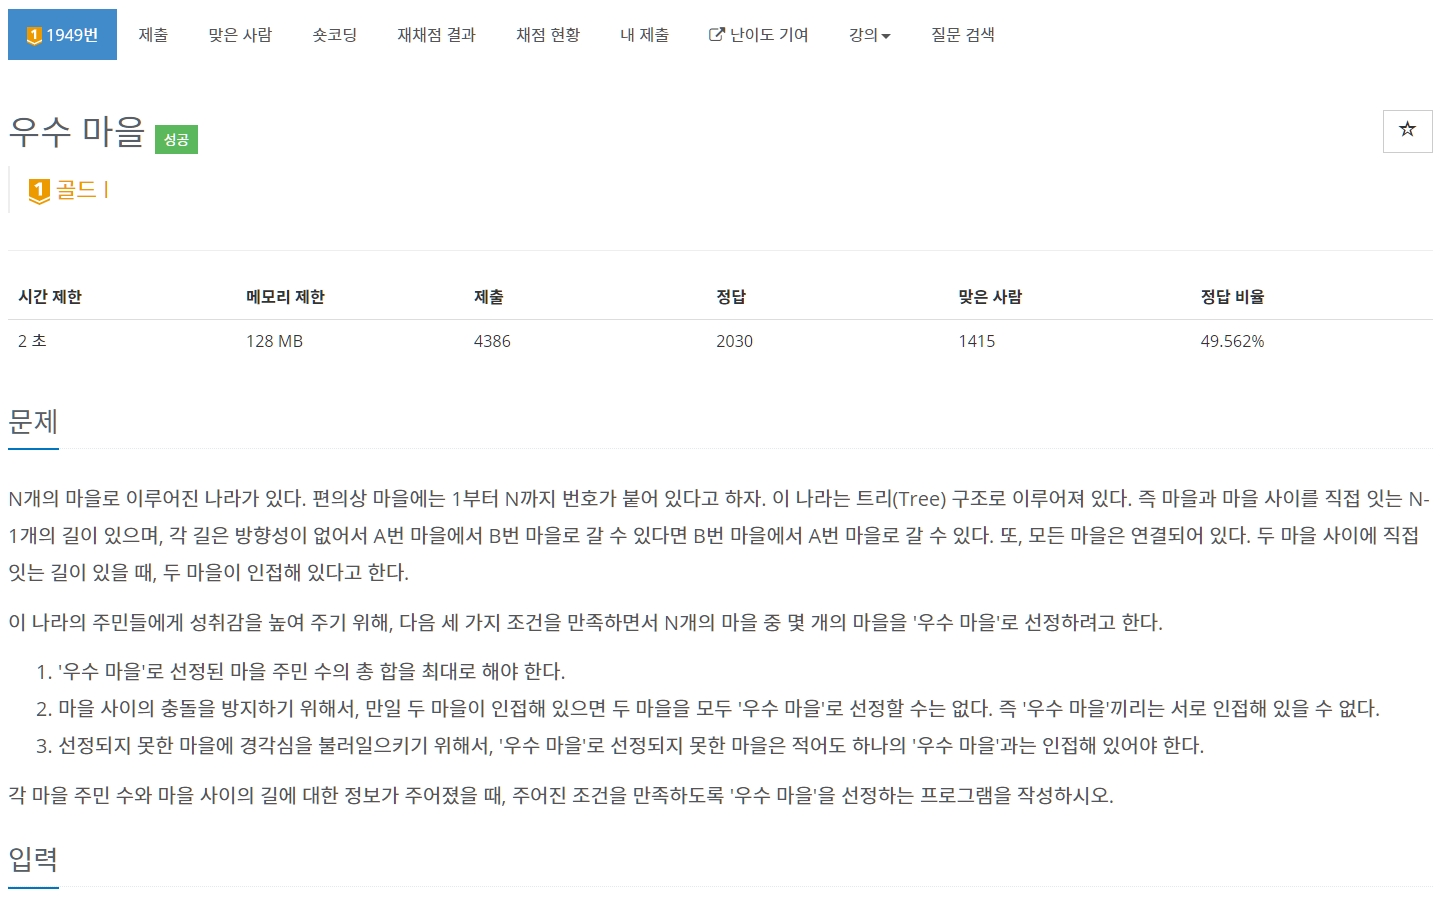 1 1949번 제출 맞은 사람 숏코딩 재채점 결과 채점 현황 내 제출 난이도 기여 강의 질문 검색
우수 마을 성공
1 골드 I
시간 제한 메모리 제한 제출 정답 맞은 사람 정답 비율
2 초 128 MB 4386 2030 1415 49.562%
문제
N개의 마을로 이루어진 나라가 있다. 편의상 마을에는 1부터 N까지 번호가 붙어 있다고 하자. 이 나라는 트리(Tree) 구조로 이루어져 있다. 즉 마을과 마을 사이를 직접 잇는 N-
1개의 길이 있으며, 각 길은 방향성이 없어서 A번 마을에서 B번 마을로 갈 수 있다면 B번 마을에서 A번 마을로 갈 수 있다. 또, 모든 마을은 연결되어 있다. 두 마을 사이에 직접
잇는 길이 있을 때, 두 마을이 인접해 있다고 한다.
이 나라의 주민들에게 성취감을 높여 주기 위해, 다음 세 가지 조건을 만족하면서 N개의 마을 중 몇 개의 마을을 '우수 마을'로 선정하려고 한다.
1. '우수 마을'로 선정된 마을 주민 수의 총 합을 최대로 해야 한다.
2. 마을 사이의 충돌을 방지하기 위해서, 만일 두 마을이 인접해 있으면 두 마을을 모두 '우수 마을'로 선정할 수는 없다. 즉 '우수 마을'끼리는 서로 인접해 있을 수 없다.
3. 선정되지 못한 마을에 경각심을 불러일으키기 위해서, '우수 마을'로 선정되지 못한 마을은 적어도 하나의 '우수 마을'과는 인접해 있어야 한다.
각 마을 주민 수와 마을 사이의 길에 대한 정보가 주어졌을 때, 주어진 조건을 만족하도록 '우수 마을'을 선정하는 프로그램을 작성하시오.
입력